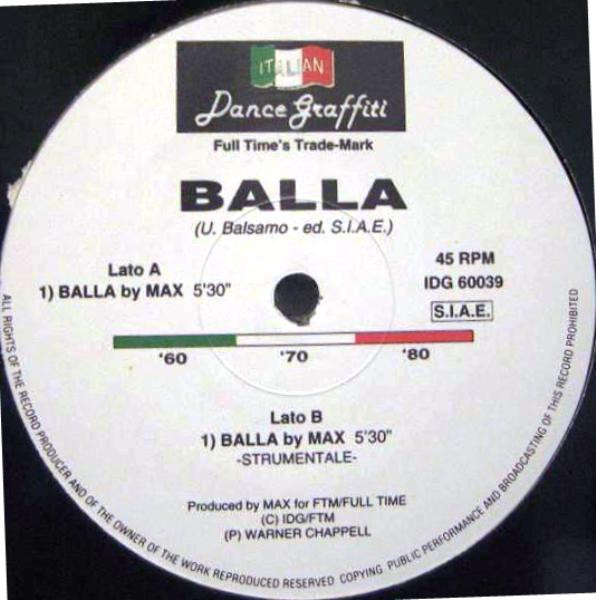 ITALIAN
Dance Graffiti
Full Time's Trade-Mark
BALLA
(U. Balsamo - ed. S.I.A.E.)
Lato A
1) BALLA by MAX 5'30"
45 RPM
IDG 60039
S.I.A.E.
'60 '70 '80
Lato B
1) BALLA by MAX 5'30"
-STRUMENTALE-
Produced by MAX for FTM/FULL TIME
(C) IDG/FTM
(P) WARNER CHAPPELL
ALL RIGHTS OF THE RECORD PRODUCER AND OF THE OWNER OF THE WORK REPRODUCED RESERVED COPYING PUBLIC PERFORMANCE AND BROADCASTING OF THIS RECORD PROHIBITED